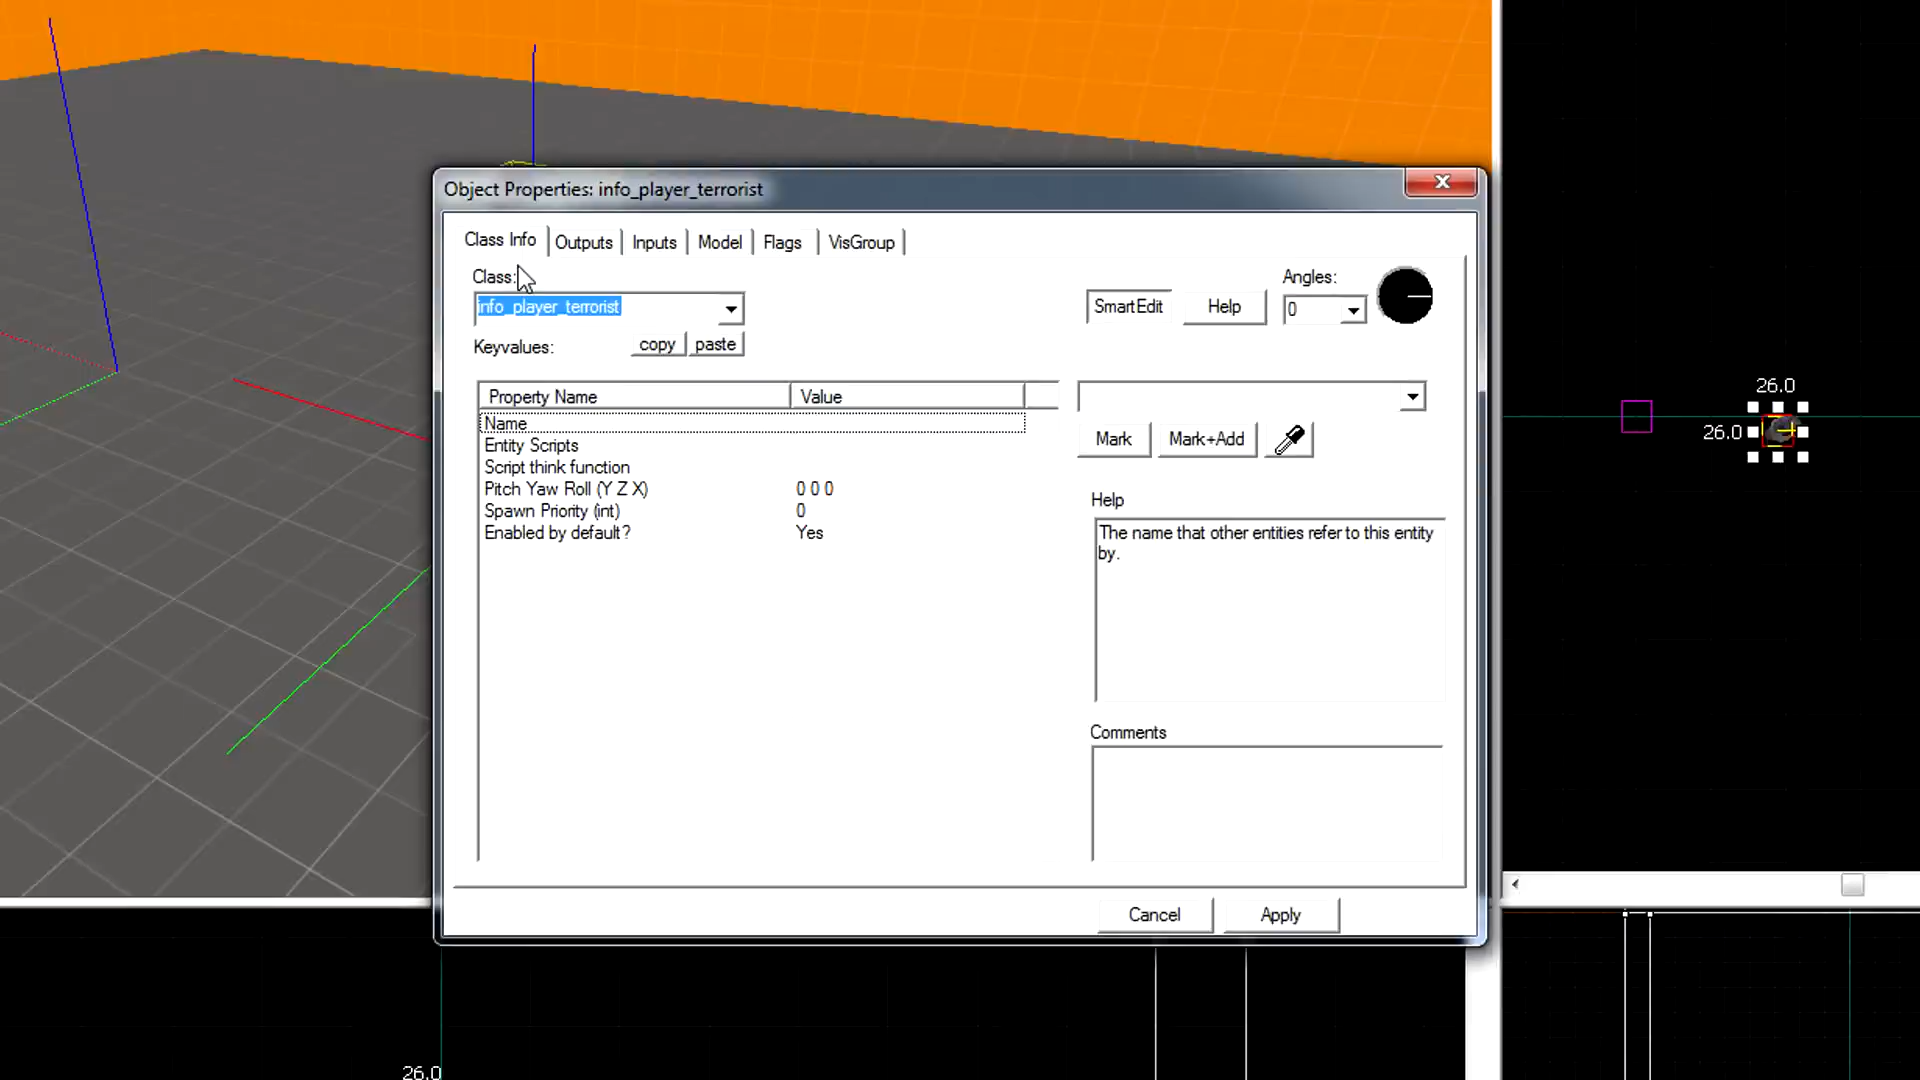 Object Properties: info_player_terrorist
X
Class Info Outputs Inputs Model Flags VisGroup
Class:
info_player_terrorist
SmartEdit
Help
Angles:
0
Keyvalues:
copy
paste
Property Name Value
Name
Entity Scripts
Script think function
Pitch Yaw Roll (Y Z X) 0 0 0
Spawn Priority (int) 0
Enabled by default? Yes
Mark
Mark+Add
Help
The name that other entities refer to this entity
by.
Comments
Cancel
Apply
26.0
26.0
26.0